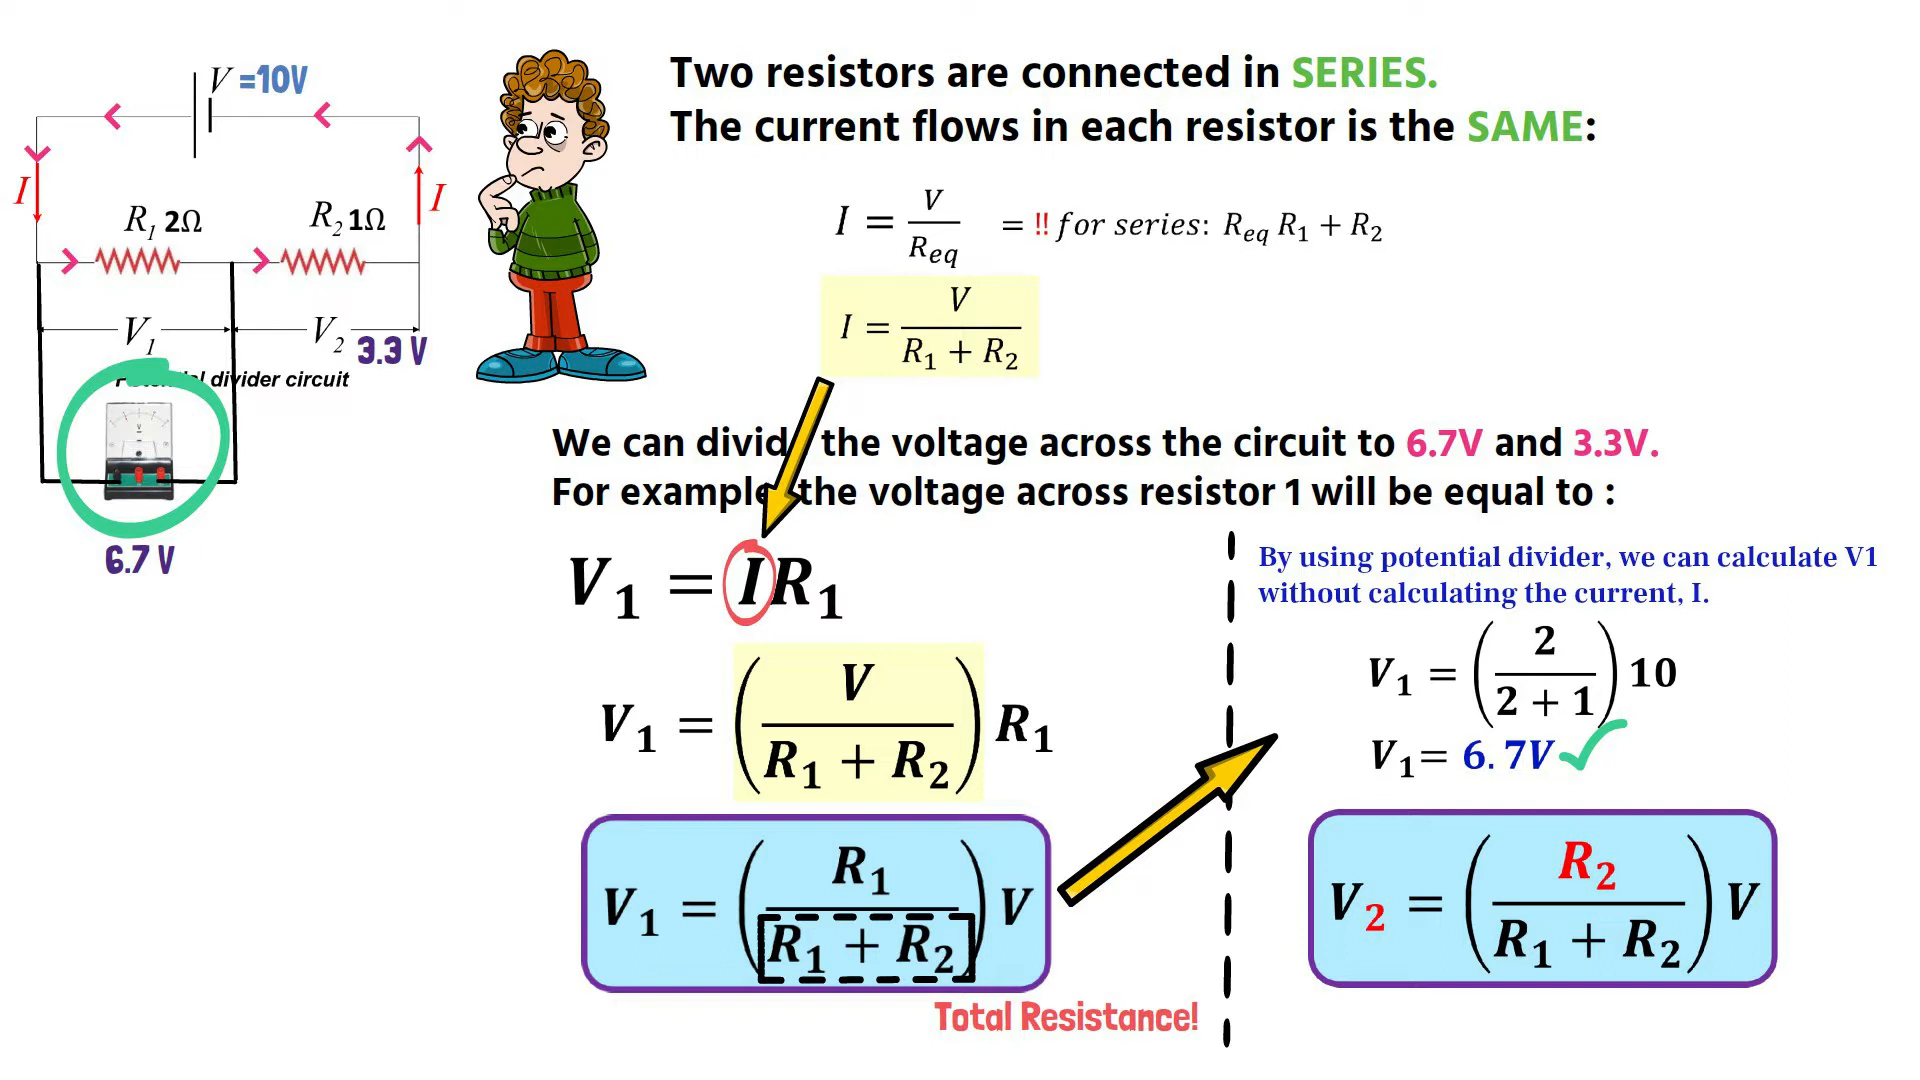 V =10V
I
I
R1 2Ω
R2 1Ω
V1
V2
3.3 V
Potential divider circuit
V
6.7 V
Two resistors are connected in SERIES.
The current flows in each resistor is the SAME:
I = V/Req = ‼ for series: Req R1 + R2
I = V/(R1 + R2)
We can divide the voltage across the circuit to 6.7V and 3.3V.
For example, the voltage across resistor 1 will be equal to :
V1 = IR1
V1 = (V/(R1 + R2)) R1
V1 = (R1/(R1 + R2)) V
Total Resistance!
By using potential divider, we can calculate V1
without calculating the current, I.
V1 = (2/(2 + 1)) 10
V1= 6.7V
V2 = (R2/(R1 + R2)) V